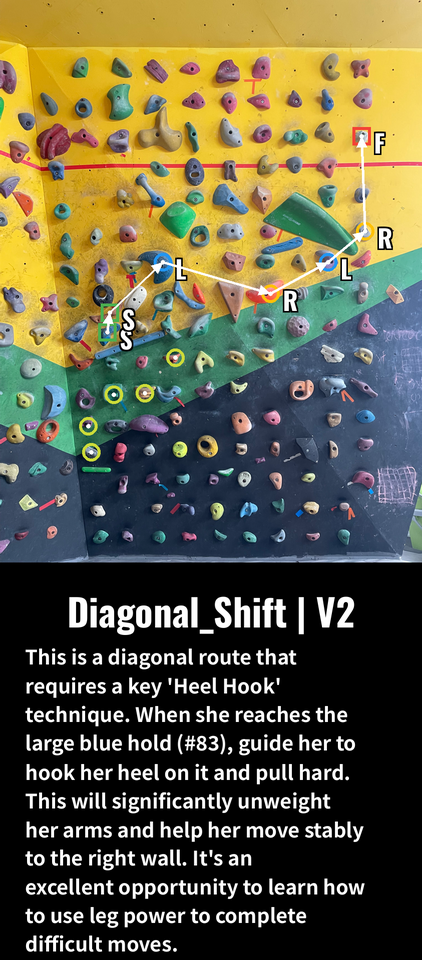 F
R
L
L
R
S
S
Diagonal_Shift | V2
This is a diagonal route that
requires a key 'Heel Hook'
technique. When she reaches the
large blue hold (#83), guide her to
hook her heel on it and pull hard.
This will significantly unweight
her arms and help her move stably
to the right wall. It's an
excellent opportunity to learn how
to use leg power to complete
difficult moves.